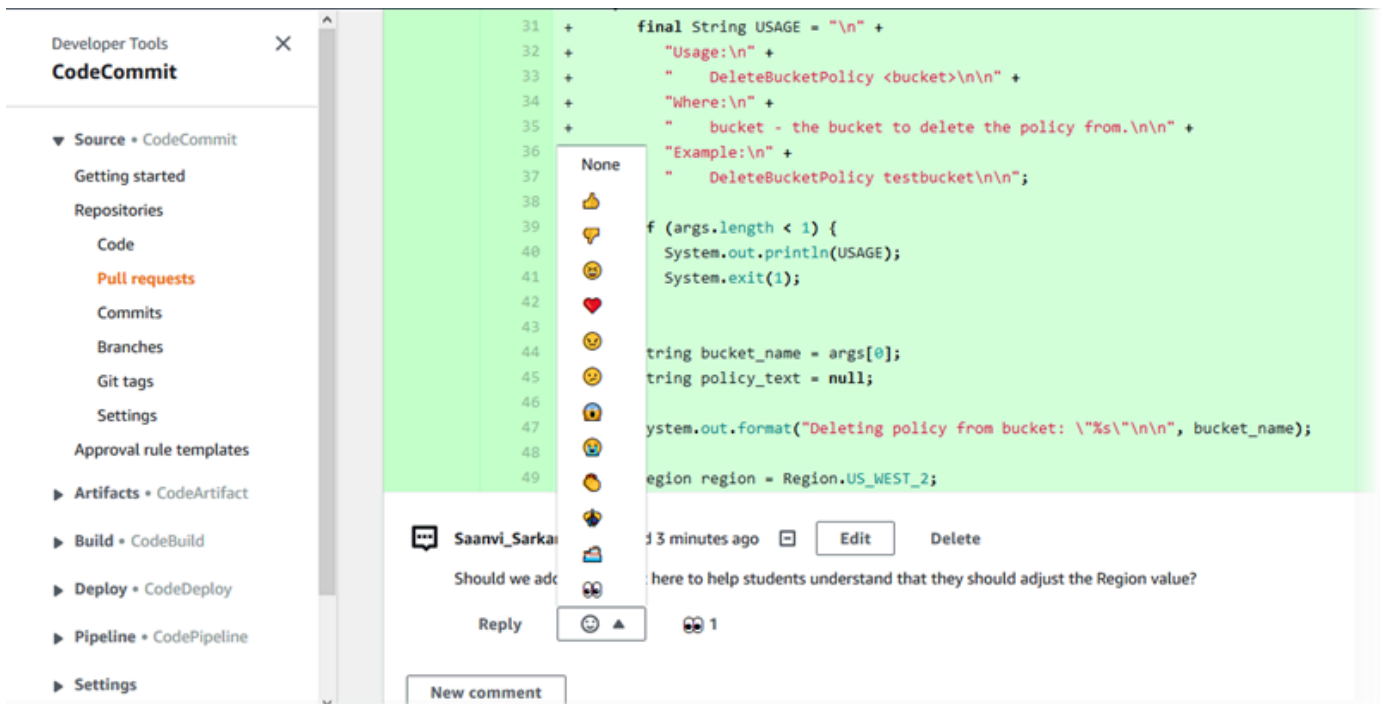 Developer Tools
CodeCommit
Source • CodeCommit
Getting started
Repositories
Code
Pull requests
Commits
Branches
Git tags
Settings
Approval rule templates
Artifacts • CodeArtifact
Build • CodeBuild
Deploy • CodeDeploy
Pipeline • CodePipeline
Settings
31 + final String USAGE = "\n" +
32 + "Usage:\n" +
33 + " DeleteBucketPolicy <bucket>\n\n" +
34 + "Where:\n" +
35 + " bucket - the bucket to delete the policy from.\n\n" +
36 "Example:\n" +
37 " DeleteBucketPolicy testbucket\n\n";
38
39 f (args.length < 1) {
40 System.out.println(USAGE);
41 System.exit(1);
42
43
44 tring bucket_name = args[0];
45 tring policy_text = null;
46
47 ystem.out.format("Deleting policy from bucket: \"%s\"\n\n", bucket_name);
48
49 egion region = Region.US_WEST_2;
None
Saanvi_Sarka 3 minutes ago Edit Delete
Should we add here to help students understand that they should adjust the Region value?
Reply 1
New comment